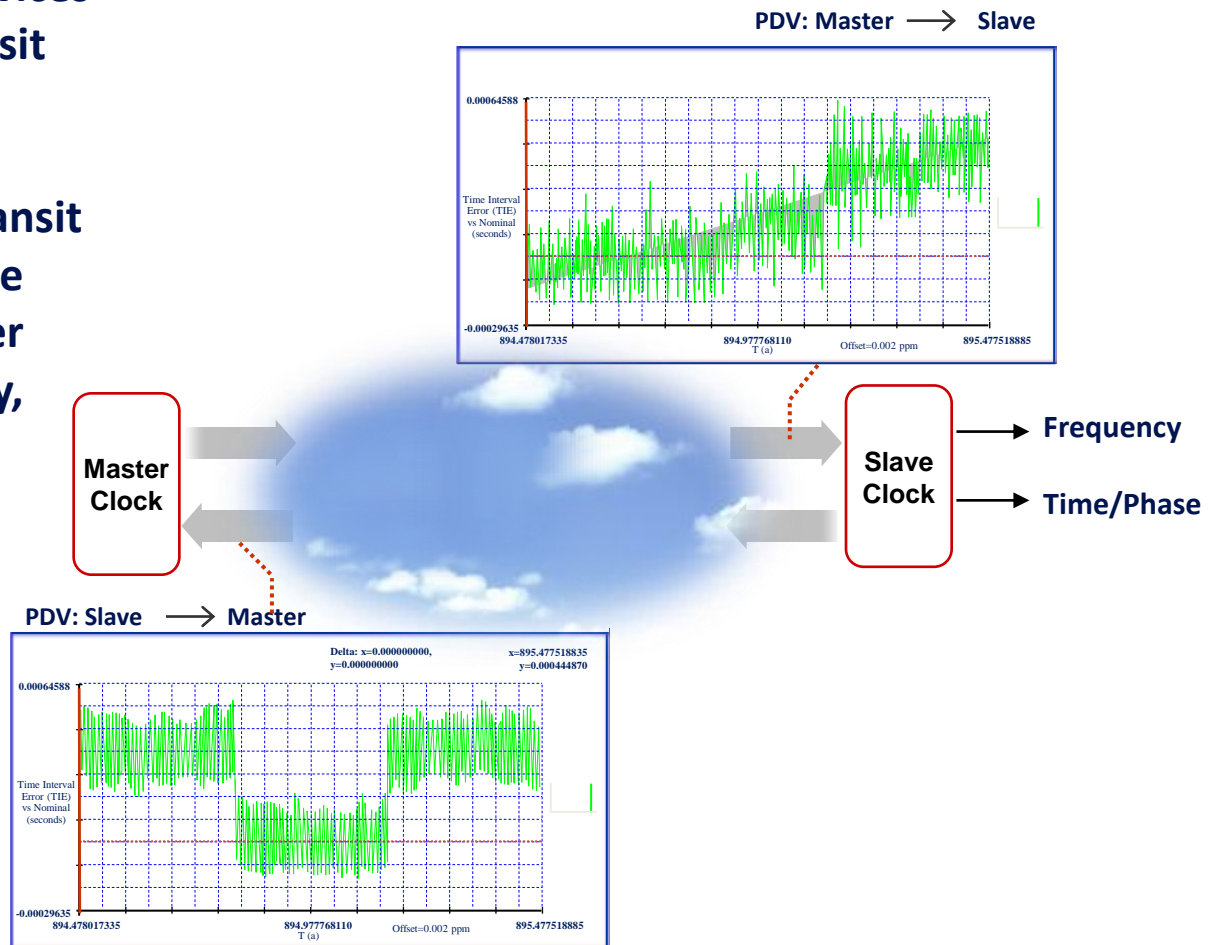 sit
ansit
e
er
y,
PDV: Master → Slave
0.00064588
Time Interval
Error (TIE)
vs Nominal
(seconds)
-0.00029635
894.478017335 894.977768110 895.477518885
T (a) Offset=0.002 ppm
Master
Clock
Slave
Clock
Frequency
Time/Phase
PDV: Slave → Master
Delta: x=0.000000000, x=895.477518835
y=0.000000000 y=0.000444870
0.00064588
Time Interval
Error (TIE)
vs Nominal
(seconds)
-0.00029635
894.478017335 894.977768110 895.477518885
T (a) Offset=0.002 ppm